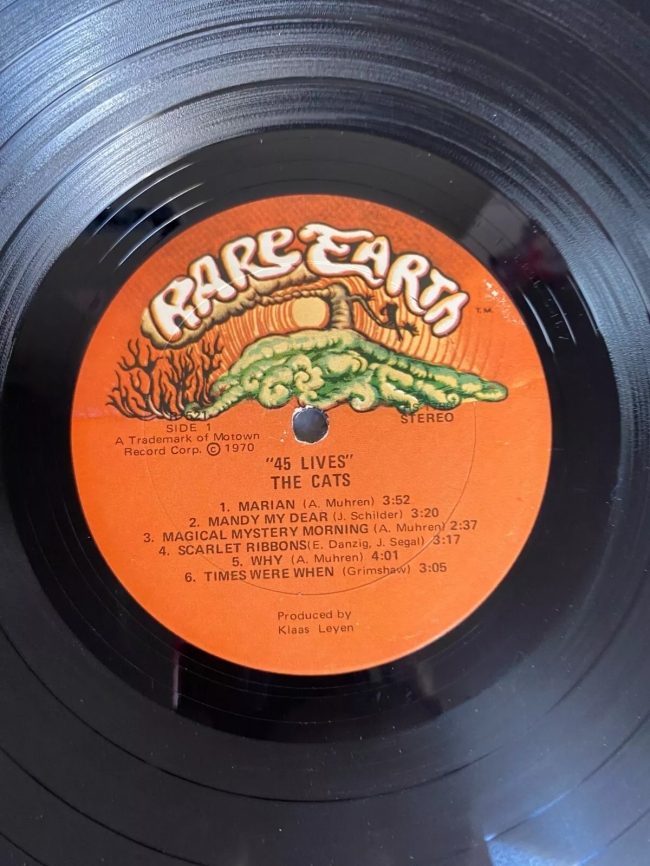 RARE EARTH
T.M.
SIDE 1
STEREO
A Trademark of Motown
Record Corp. © 1970
"45 LIVES"
THE CATS
1. MARIAN (A. Muhren) 3:52
2. MANDY MY DEAR (J. Schilder) 3:20
3. MAGICAL MYSTERY MORNING (A. Muhren) 2:37
4. SCARLET RIBBONS(E. Danzig, J. Segal) 3:17
5. WHY (A. Muhren) 4:01
6. TIMES WERE WHEN (Grimshaw) 3:05
Produced by
Klaas Leyen